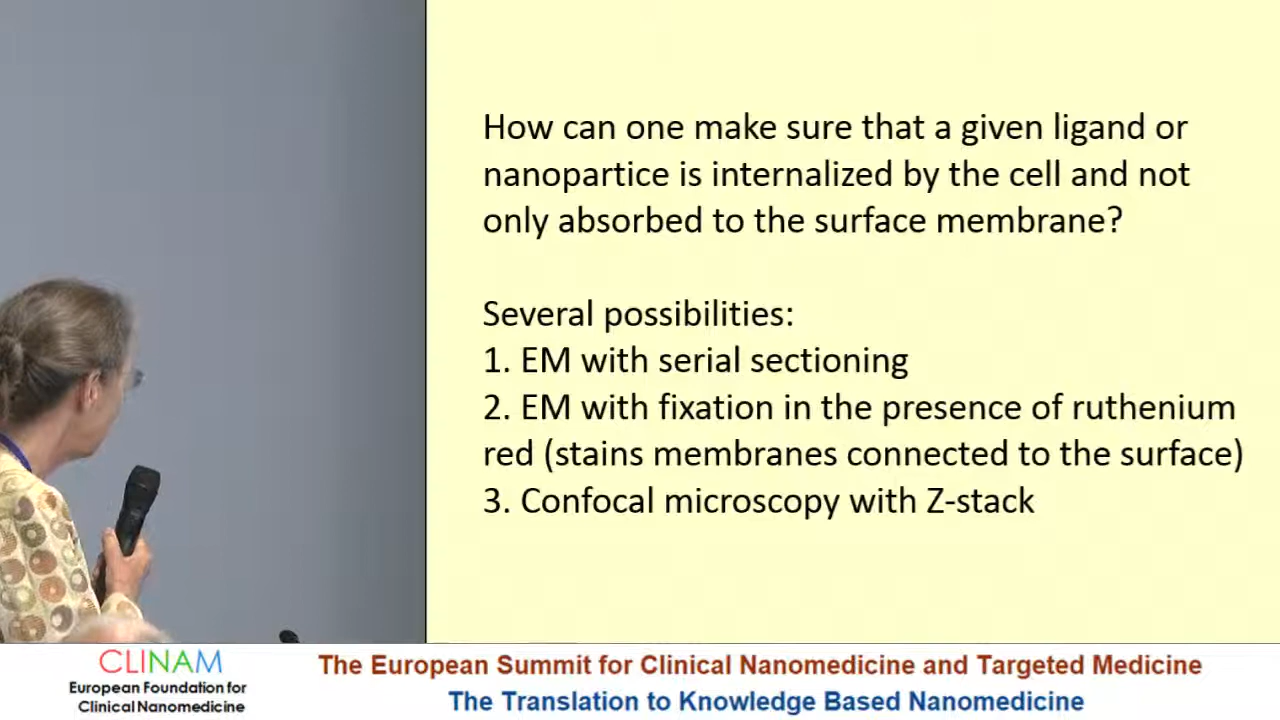 How can one make sure that a given ligand or
nanopartice is internalized by the cell and not
only absorbed to the surface membrane?
Several possibilities:
1. EM with serial sectioning
2. EM with fixation in the presence of ruthenium
red (stains membranes connected to the surface)
3. Confocal microscopy with Z-stack
CLINAM
European Foundation for
Clinical Nanomedicine
The European Summit for Clinical Nanomedicine and Targeted Medicine
The Translation to Knowledge Based Nanomedicine